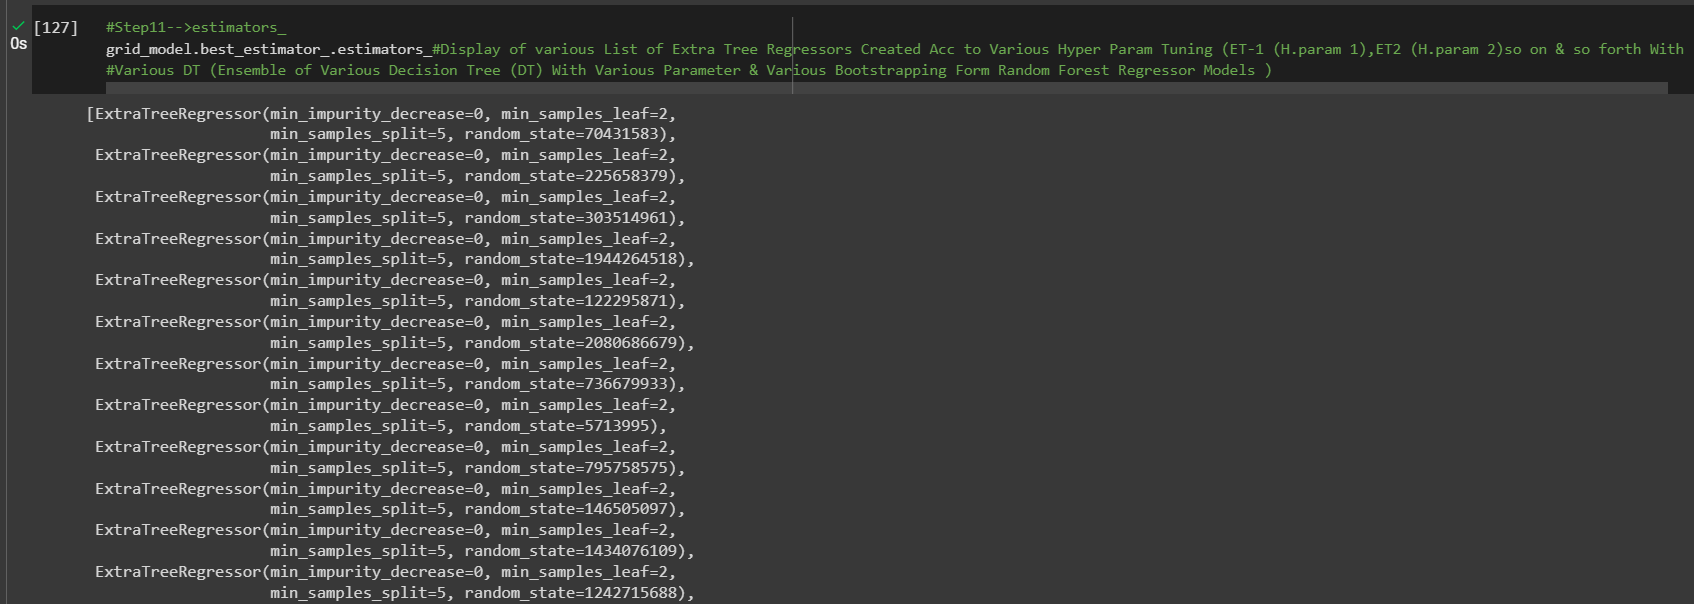 [127] #Step11-->estimators_
0s grid_model.best_estimator_.estimators_#Display of various List of Extra Tree Regressors Created Acc to Various Hyper Param Tuning (ET-1 (H.param 1),ET2 (H.param 2)so on & so forth With
#Various DT (Ensemble of Various Decision Tree (DT) With Various Parameter & Various Bootstrapping Form Random Forest Regressor Models )
[ExtraTreeRegressor(min_impurity_decrease=0, min_samples_leaf=2,
min_samples_split=5, random_state=70431583),
ExtraTreeRegressor(min_impurity_decrease=0, min_samples_leaf=2,
min_samples_split=5, random_state=225658379),
ExtraTreeRegressor(min_impurity_decrease=0, min_samples_leaf=2,
min_samples_split=5, random_state=303514961),
ExtraTreeRegressor(min_impurity_decrease=0, min_samples_leaf=2,
min_samples_split=5, random_state=1944264518),
ExtraTreeRegressor(min_impurity_decrease=0, min_samples_leaf=2,
min_samples_split=5, random_state=122295871),
ExtraTreeRegressor(min_impurity_decrease=0, min_samples_leaf=2,
min_samples_split=5, random_state=2080686679),
ExtraTreeRegressor(min_impurity_decrease=0, min_samples_leaf=2,
min_samples_split=5, random_state=736679933),
ExtraTreeRegressor(min_impurity_decrease=0, min_samples_leaf=2,
min_samples_split=5, random_state=5713995),
ExtraTreeRegressor(min_impurity_decrease=0, min_samples_leaf=2,
min_samples_split=5, random_state=795758575),
ExtraTreeRegressor(min_impurity_decrease=0, min_samples_leaf=2,
min_samples_split=5, random_state=146505097),
ExtraTreeRegressor(min_impurity_decrease=0, min_samples_leaf=2,
min_samples_split=5, random_state=1434076109),
ExtraTreeRegressor(min_impurity_decrease=0, min_samples_leaf=2,
min_samples_split=5, random_state=1242715688),